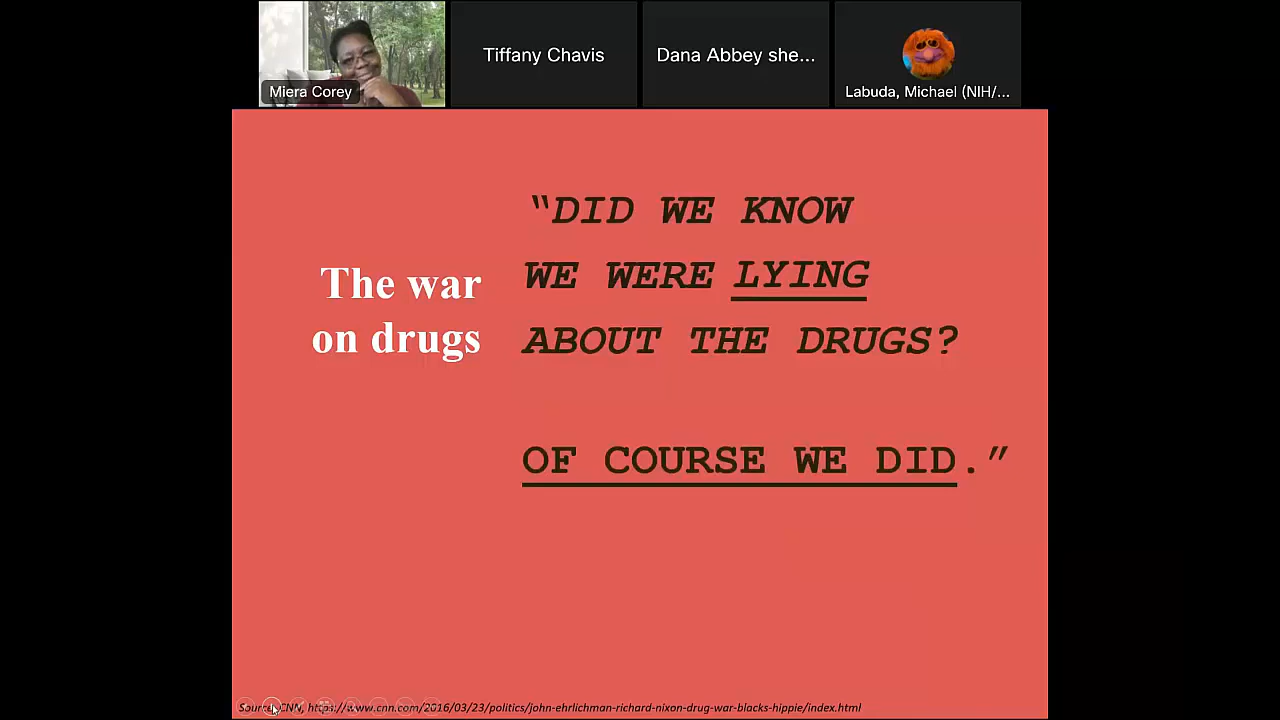 Miera Corey
Tiffany Chavis
Dana Abbey she...
Labuda, Michael (NIH/...
The war
on drugs
“DID WE KNOW
WE WERE LYING
ABOUT THE DRUGS?
OF COURSE WE DID.”
Source: CNN, https://www.cnn.com/2016/03/23/politics/john-ehrlichman-richard-nixon-drug-war-blacks-hippie/index.html